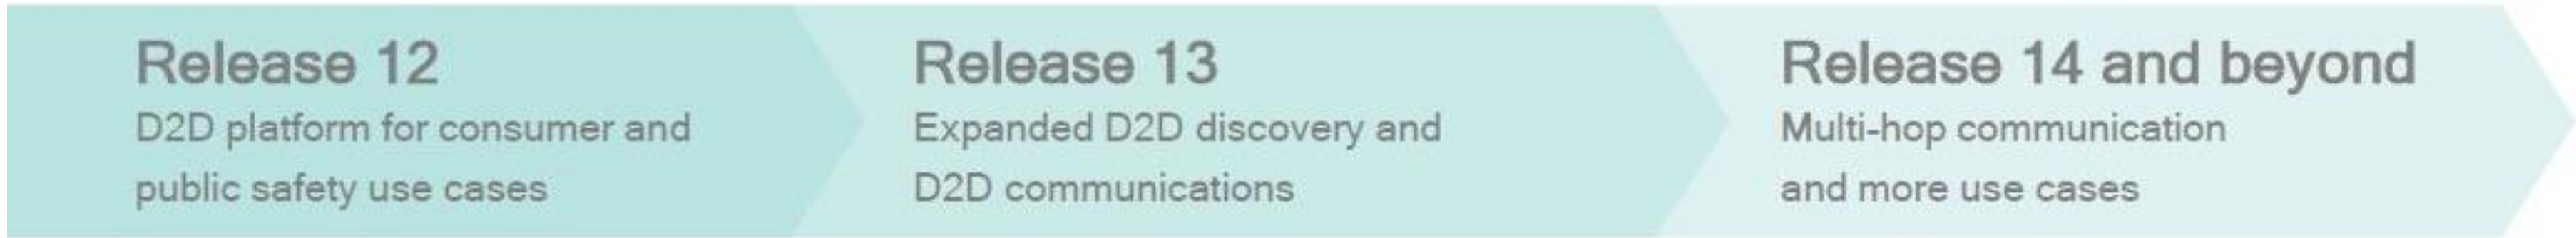 Release 12
D2D platform for consumer and
public safety use cases
Release 13
Expanded D2D discovery and
D2D communications
Release 14 and beyond
Multi-hop communication
and more use cases